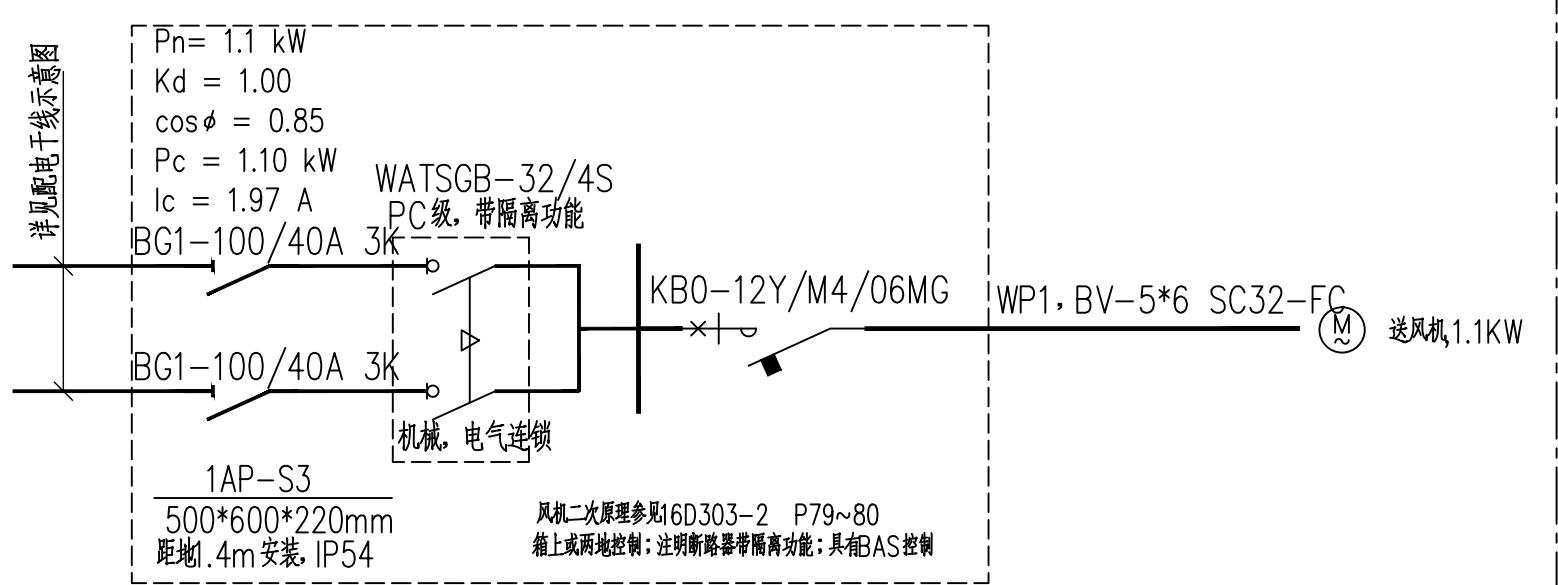 详见配电干线示意图
Pn= 1.1 kW
Kd = 1.00
cosφ = 0.85
Pc = 1.10 kW
Ic = 1.97 A
WATSGB-32/4S
PC级，带隔离功能
BG1-100/40A 3K
KB0-12Y/M4/06MG
WP1，BV-5*6 SC32-FC
M
~
送风机,1.1KW
BG1-100/40A 3K
机械，电气连锁
1AP-S3
500*600*220mm
距地1.4m安装，IP54
风机二次原理参见16D303-2 P79~80
箱上或两地控制；注明断路器带隔离功能；具有BAS控制